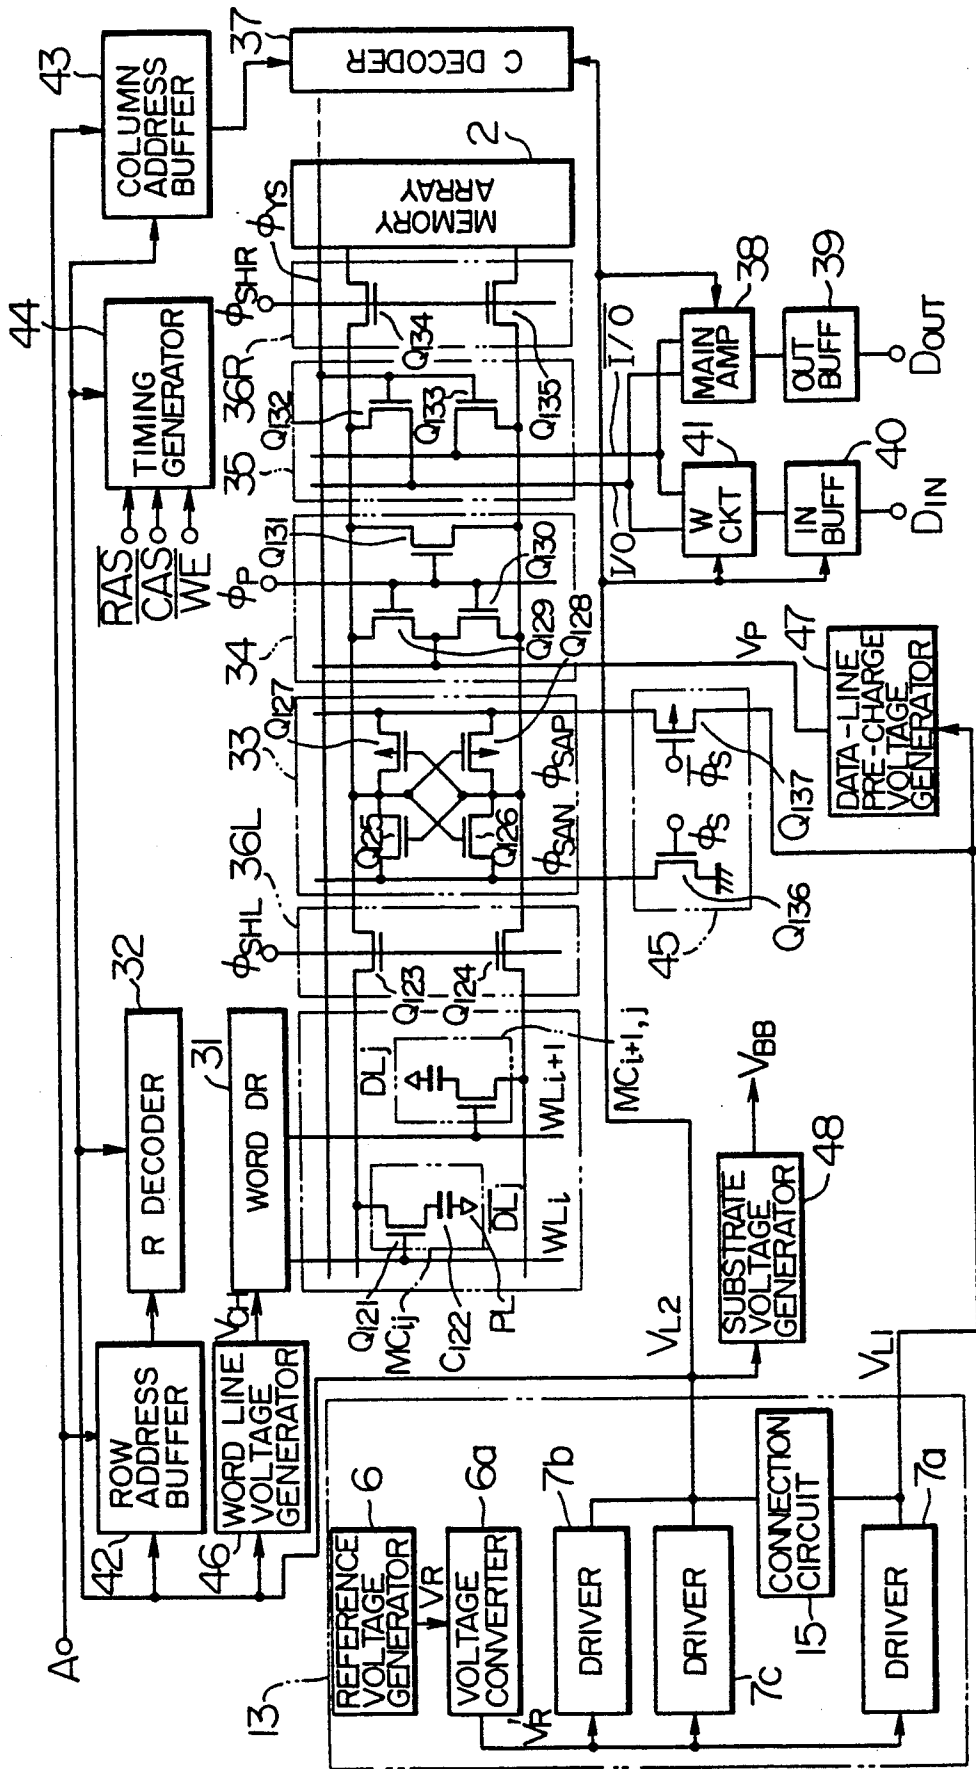 A
42
ROW
ADDRESS
BUFFER
R DECODER
32
44
TIMING
GENERATOR
RAS
CAS
WE
43
COLUMN
ADDRESS
BUFFER
46
WORD LINE
VOLTAGE
GENERATOR
Va
WORD DR
31
φSHL
36L
33
Q127
34
φP
Q131
35
Q132
36R
φSHR
φYS
37
C DECODER
Q121
MCij
C122
PL
DLj
WLi
DLj
WLi+1
MCi+1,j
Q123
Q124
Q125
Q126
φSAN
φSAP
Q128
Q129
Q130
Q133
Q134
Q135
MEMORY
ARRAY
2
13
REFERENCE
VOLTAGE
GENERATOR
6
VR
VOLTAGE
CONVERTER
6a
V'R
DRIVER
7b
DRIVER
7c
CONNECTION
CIRCUIT
15
DRIVER
7a
VL2
VL1
SUBSTRATE
VOLTAGE
GENERATOR
48
VBB
45
Q136
φS
φS
Q137
VP
DATA-LINE
PRE-CHARGE
VOLTAGE
GENERATOR
47
I/O
I/O
W
CKT
41
IN
BUFF
40
DIN
MAIN
AMP
38
OUT
BUFF
39
DOUT